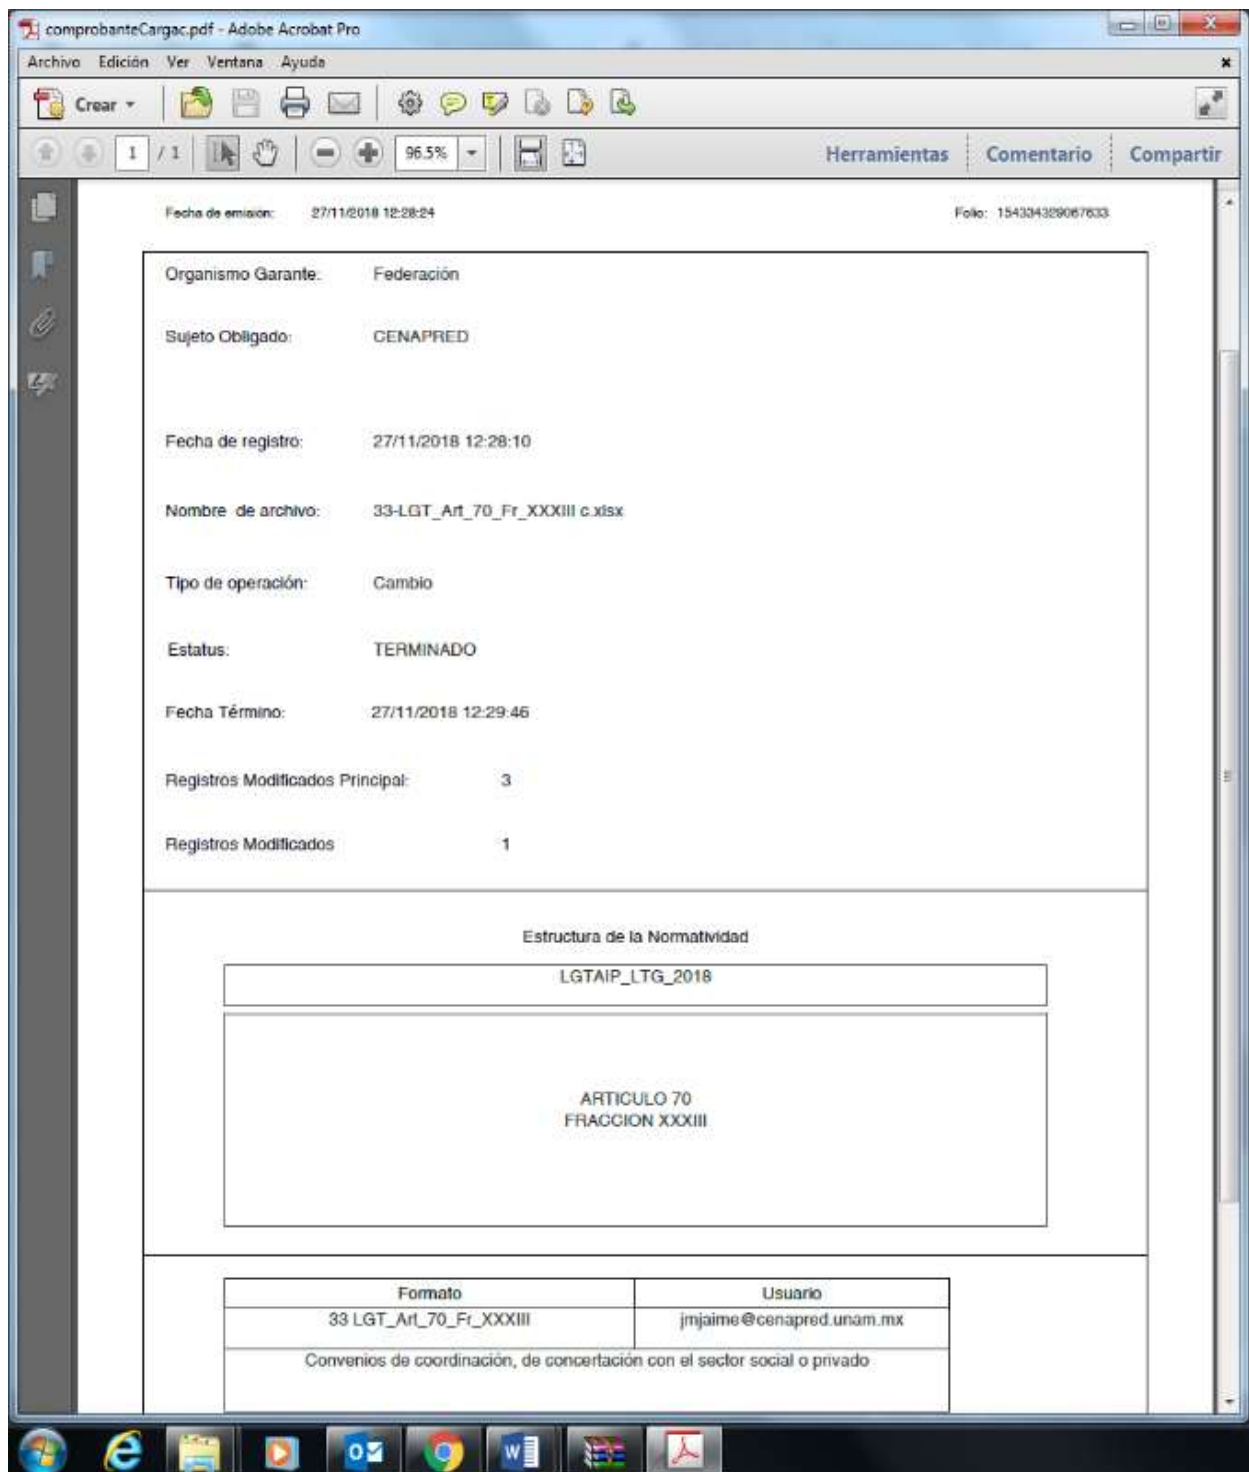 comprobanteCargac.pdf - Adobe Acrobat Pro
Archivo Edición Ver Ventana Ayuda
Crear
1 / 1 96.5% Herramientas Comentario Compartir
Fecha de emisión: 27/11/2018 12:28:24 Folio: 154334329067633
Organismo Garante: Federación
Sujeto Obligado: CENAPRED
Fecha de registro: 27/11/2018 12:28:10
Nombre de archivo: 33-LGT_Art_70_Fr_XXXIII c.xlsx
Tipo de operación: Cambio
Estatus: TERMINADO
Fecha Término: 27/11/2018 12:29:46
Registros Modificados Principal: 3
Registros Modificados 1
Estructura de la Normatividad
LGTAIP_LTG_2018
ARTICULO 70
FRACCION XXXIII
Formato Usuario
33 LGT_Art_70_Fr_XXXIII jmjaime@cenapred.unam.mx
Convenios de coordinación, de concertación con el sector social o privado